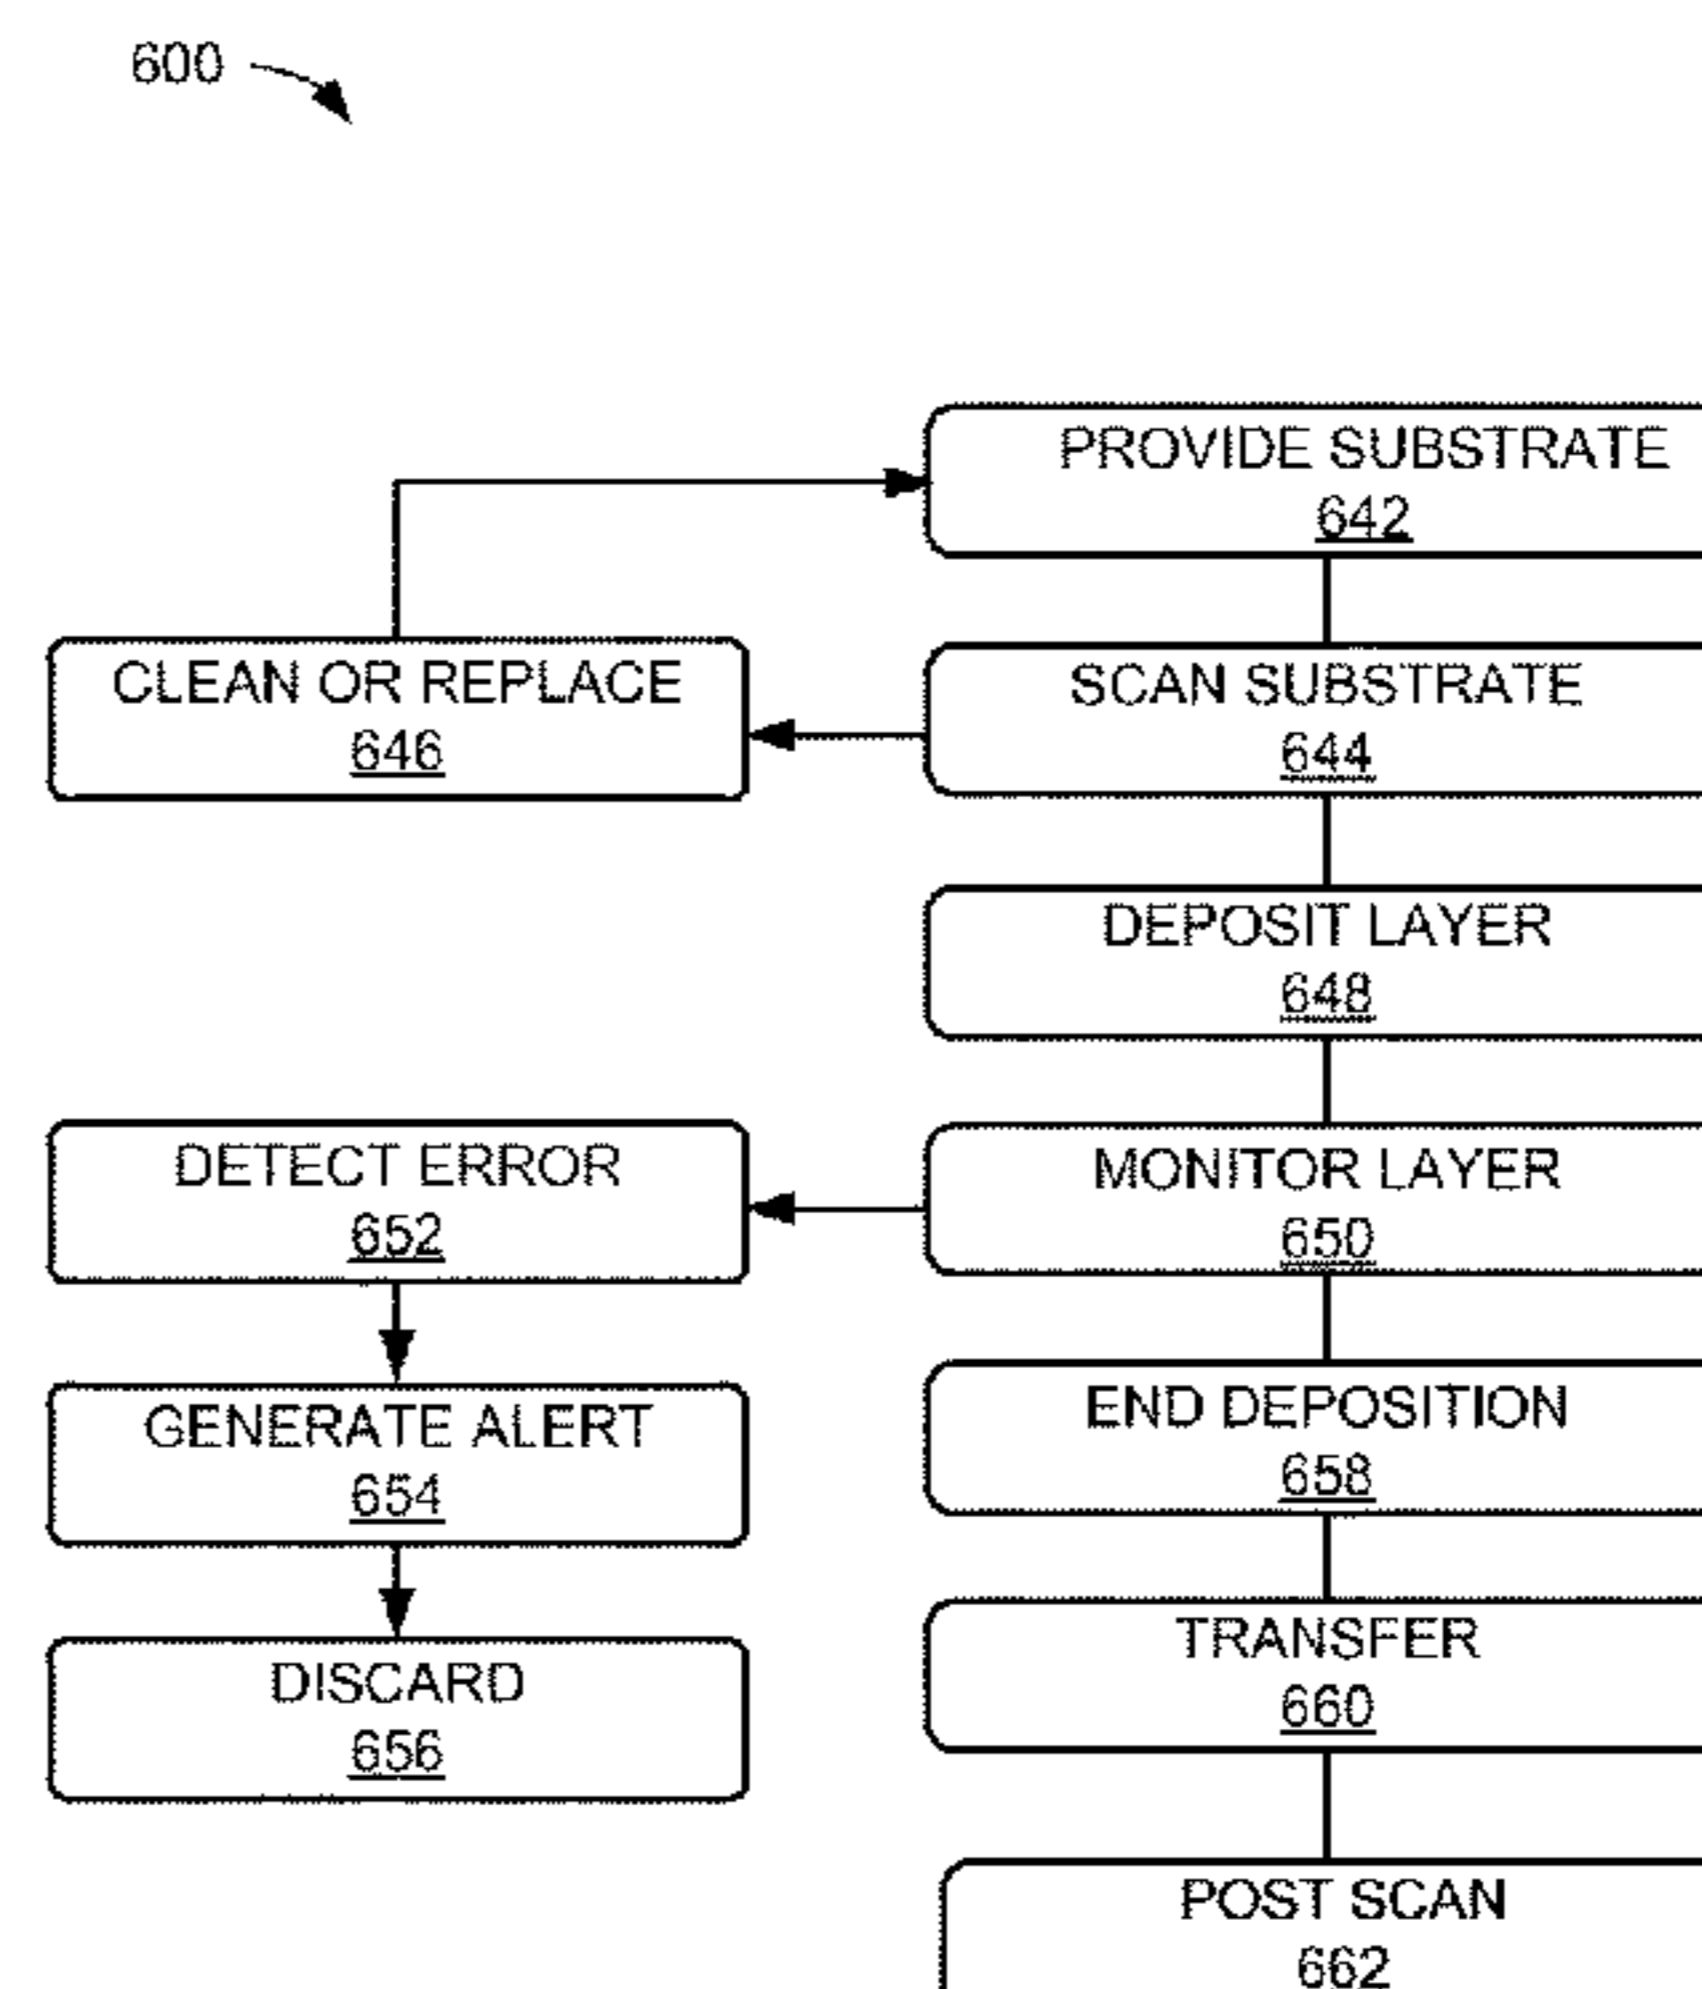 600
PROVIDE SUBSTRATE
642
CLEAN OR REPLACE
646
SCAN SUBSTRATE
644
DEPOSIT LAYER
648
DETECT ERROR
652
MONITOR LAYER
650
GENERATE ALERT
654
END DEPOSITION
658
DISCARD
656
TRANSFER
660
POST SCAN
662